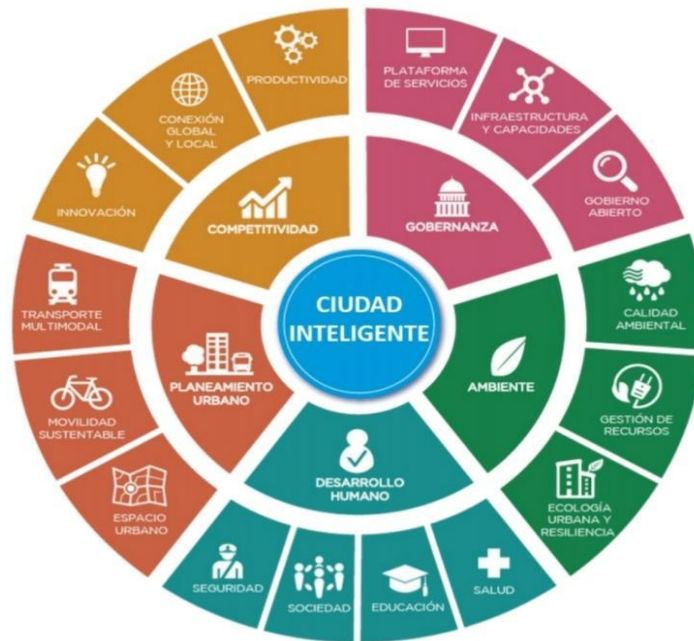 PRODUCTIVIDAD
CONEXIÓN
GLOBAL
Y LOCAL
INNOVACIÓN
COMPETITIVIDAD
PLATAFORMA
DE SERVICIOS
INFRAESTRUCTURA
Y CAPACIDADES
GOBIERNO
ABIERTO
GOBERNANZA
CIUDAD
INTELIGENTE
TRANSPORTE
MULTIMODAL
MOVILIDAD
SUSTENTABLE
ESPACIO
URBANO
PLANEAMIENTO
URBANO
AMBIENTE
CALIDAD
AMBIENTAL
GESTIÓN DE
RECURSOS
ECOLOGÍA
URBANA Y
RESILIENCIA
DESARROLLO
HUMANO
SEGURIDAD
SOCIEDAD
EDUCACIÓN
SALUD